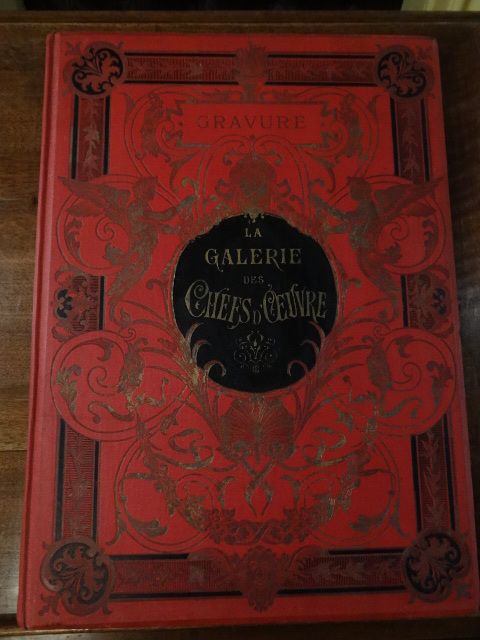 GRAVURE
LA
GALERIE
DES
CHEFS D'ŒUVRE